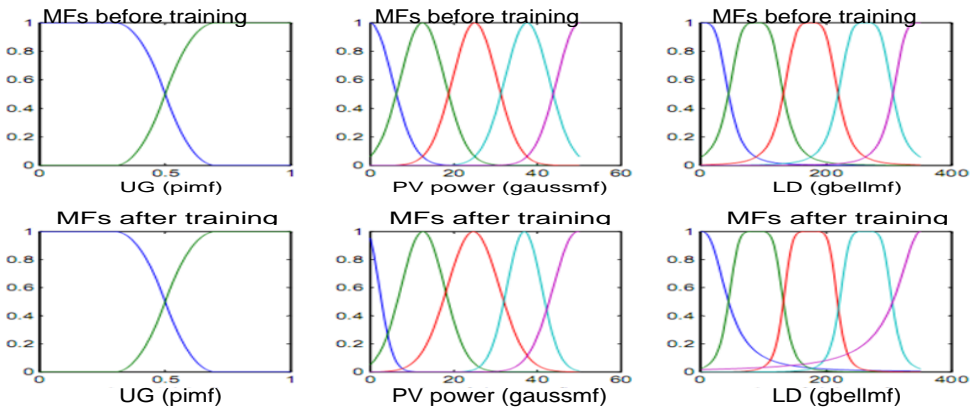 MFs before training MFs before training MFs before training
1 1 1
0.8 0.8 0.8
0.6 0.6 0.6
0.4 0.4 0.4
0.2 0.2 0.2
0 0 0
0 0.5 1 0 20 40 60 0 200 400
UG (pimf) PV power (gaussmf) LD (gbellmf)
MFs after training MFs after training MFs after training
1 1 1
0.8 0.8 0.8
0.6 0.6 0.6
0.4 0.4 0.4
0.2 0.2 0.2
0 0 0
0 0.5 1 0 20 40 60 0 200 400
UG (pimf) PV power (gaussmf) LD (gbellmf)